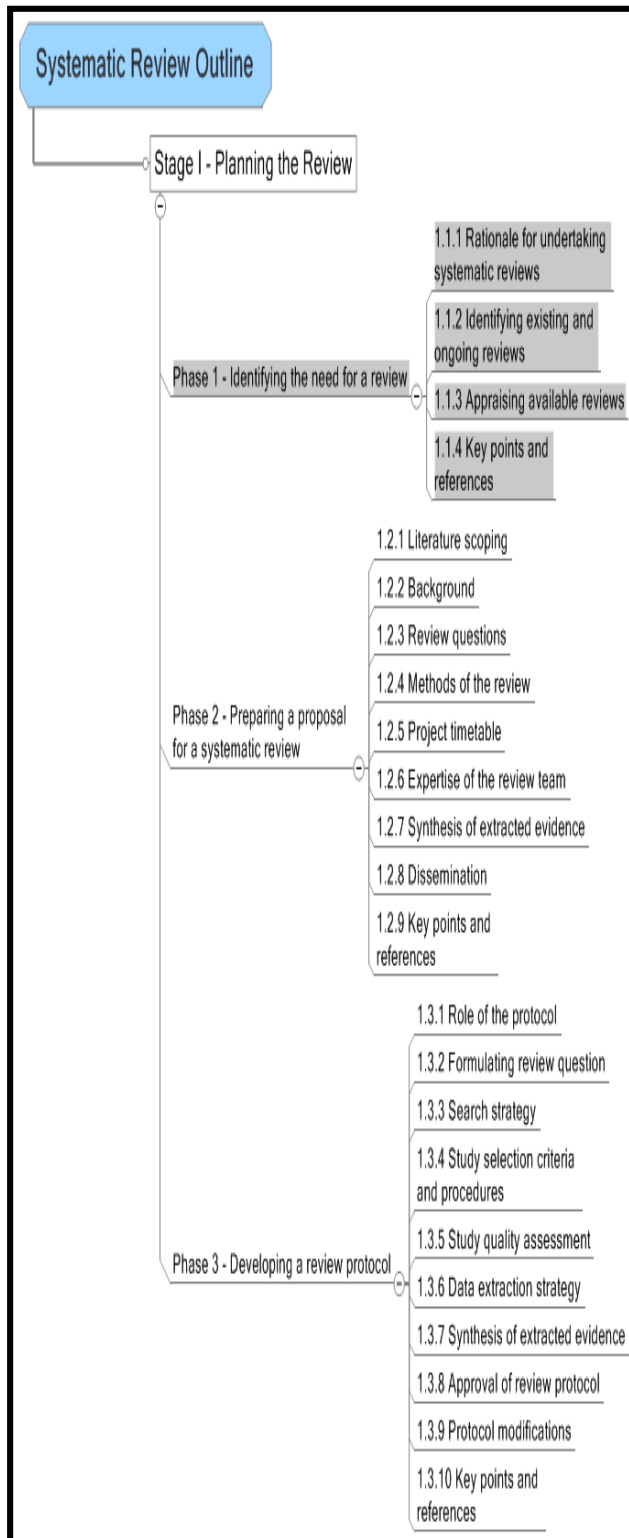 Systematic Review Outline
Stage I - Planning the Review
Phase 1 - Identifying the need for a review
1.1.1 Rationale for undertaking
systematic reviews
1.1.2 Identifying existing and
ongoing reviews
1.1.3 Appraising available reviews
1.1.4 Key points and
references
Phase 2 - Preparing a proposal
for a systematic review
1.2.1 Literature scoping
1.2.2 Background
1.2.3 Review questions
1.2.4 Methods of the review
1.2.5 Project timetable
1.2.6 Expertise of the review team
1.2.7 Synthesis of extracted evidence
1.2.8 Dissemination
1.2.9 Key points and
references
Phase 3 - Developing a review protocol
1.3.1 Role of the protocol
1.3.2 Formulating review question
1.3.3 Search strategy
1.3.4 Study selection criteria
and procedures
1.3.5 Study quality assessment
1.3.6 Data extraction strategy
1.3.7 Synthesis of extracted evidence
1.3.8 Approval of review protocol
1.3.9 Protocol modifications
1.3.10 Key points and
references